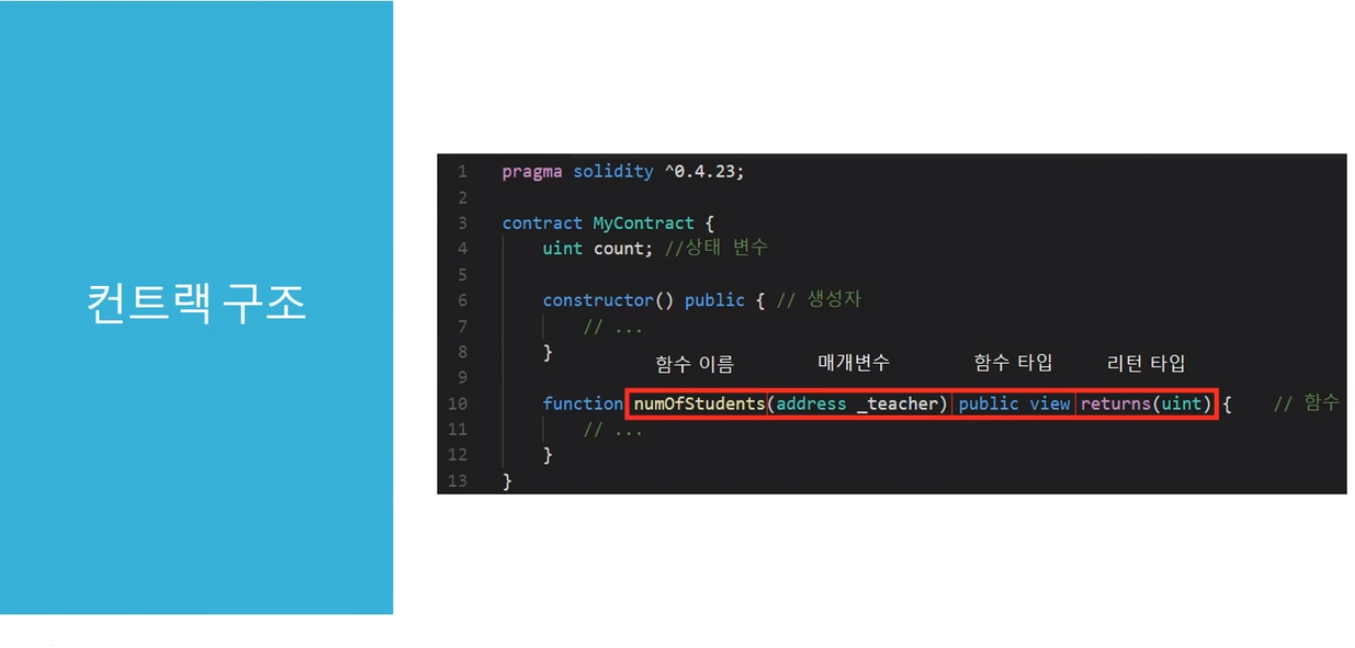 컨트랙 구조
1 pragma solidity ^0.4.23;
2
3 contract MyContract {
4 uint count; //상태 변수
5
6 constructor() public { // 생성자
7 // ...
8 }
함수 이름 매개변수 함수 타입 리턴 타입
9
10 function numOfStudents(address _teacher) public view returns(uint) { // 함수
11 // ...
12 }
13 }